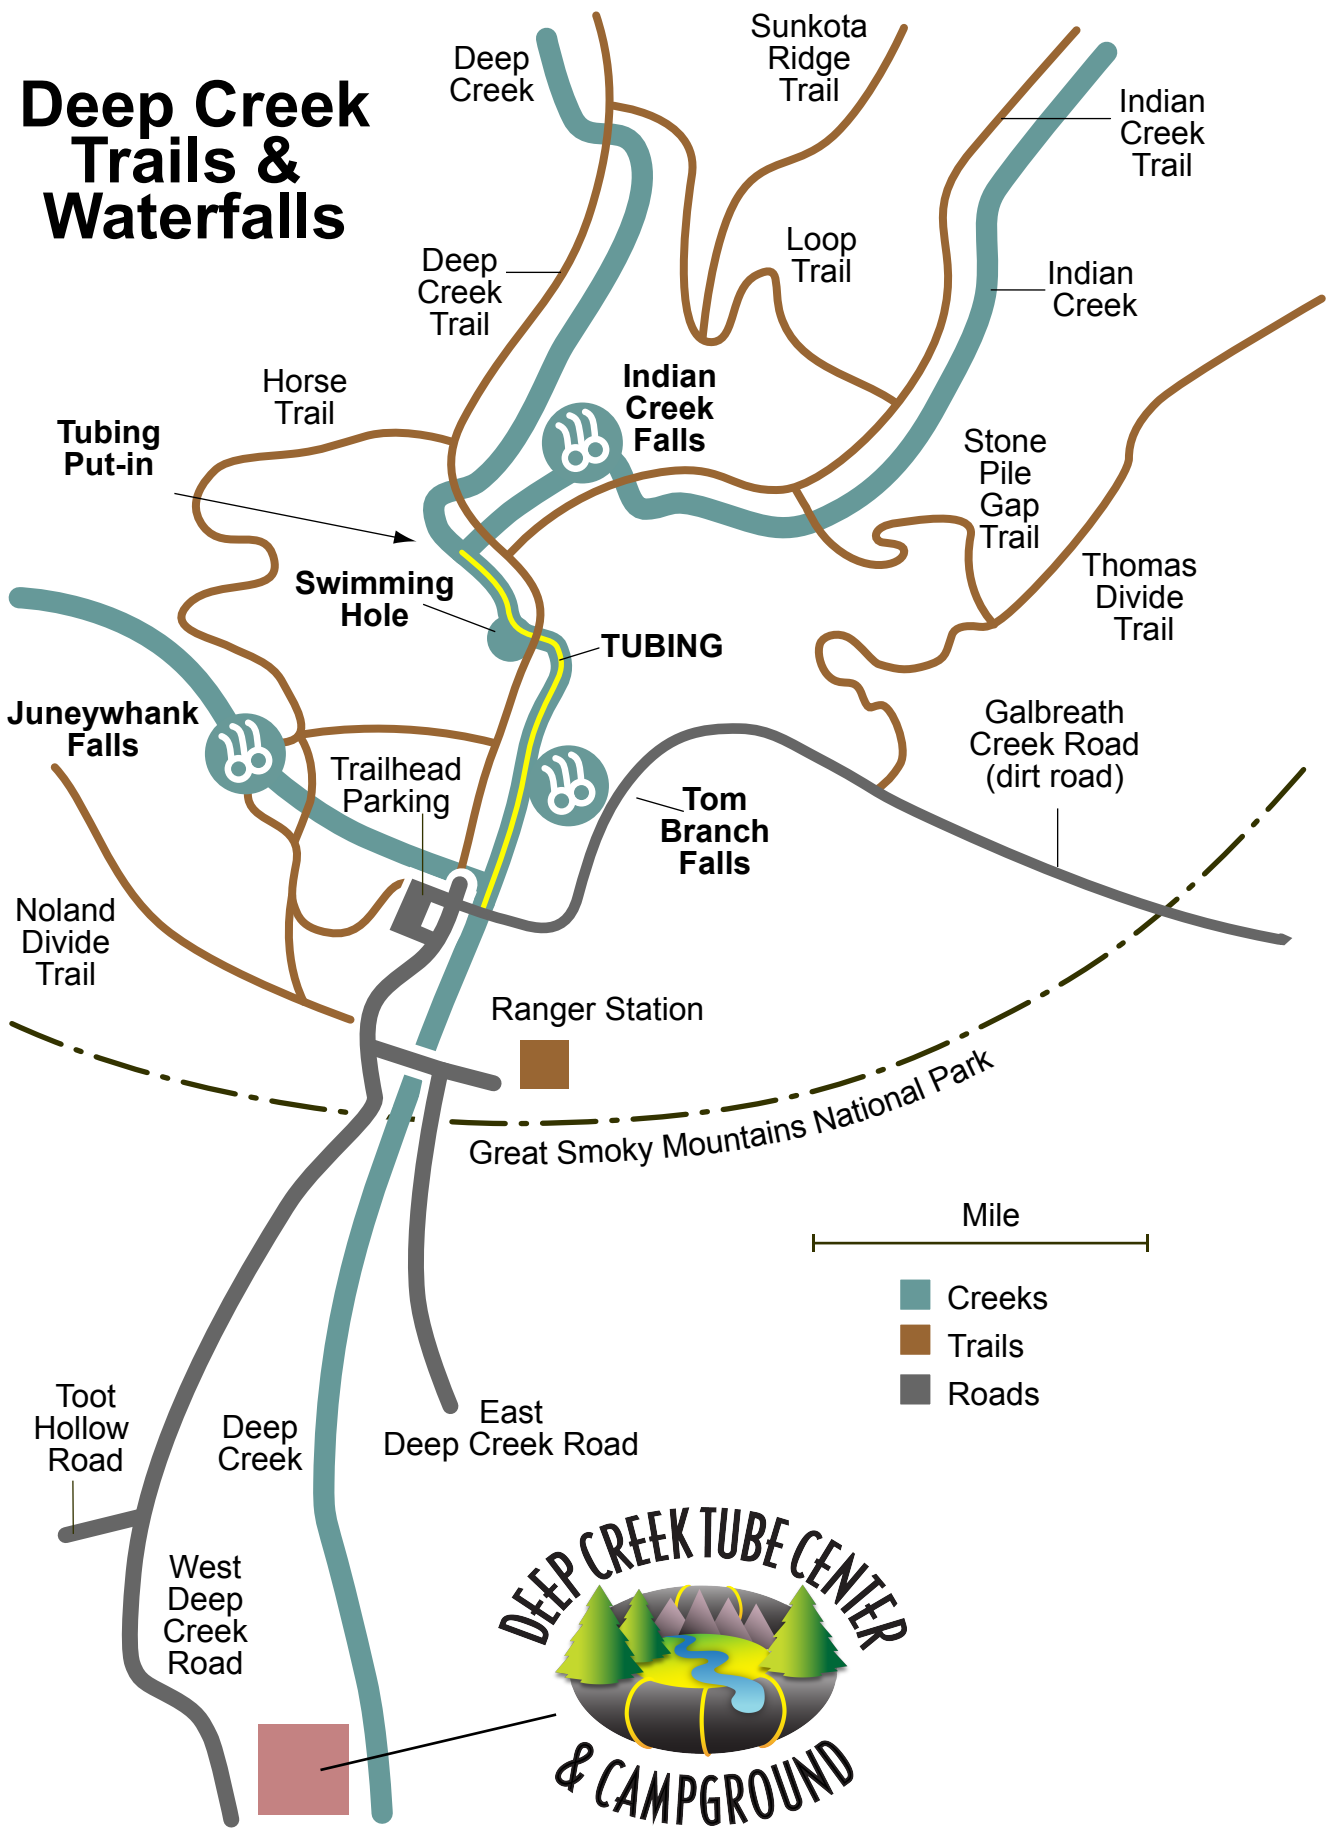 Deep Creek
Trails &
Waterfalls
Deep
Creek
Sunkota
Ridge
Trail
Indian
Creek
Trail
Deep
Creek
Trail
Loop
Trail
Indian
Creek
Horse
Trail
Indian
Creek
Falls
Tubing
Put-in
Stone
Pile
Gap
Trail
Swimming
Hole
TUBING
Thomas
Divide
Trail
Juneywhank
Falls
Trailhead
Parking
Tom
Branch
Falls
Galbreath
Creek Road
(dirt road)
Noland
Divide
Trail
Ranger Station
Great Smoky Mountains National Park
Mile
Creeks
Trails
Roads
Toot
Hollow
Road
Deep
Creek
East
Deep Creek Road
West
Deep
Creek
Road
DEEP CREEK TUBE CENTER
& CAMPGROUND